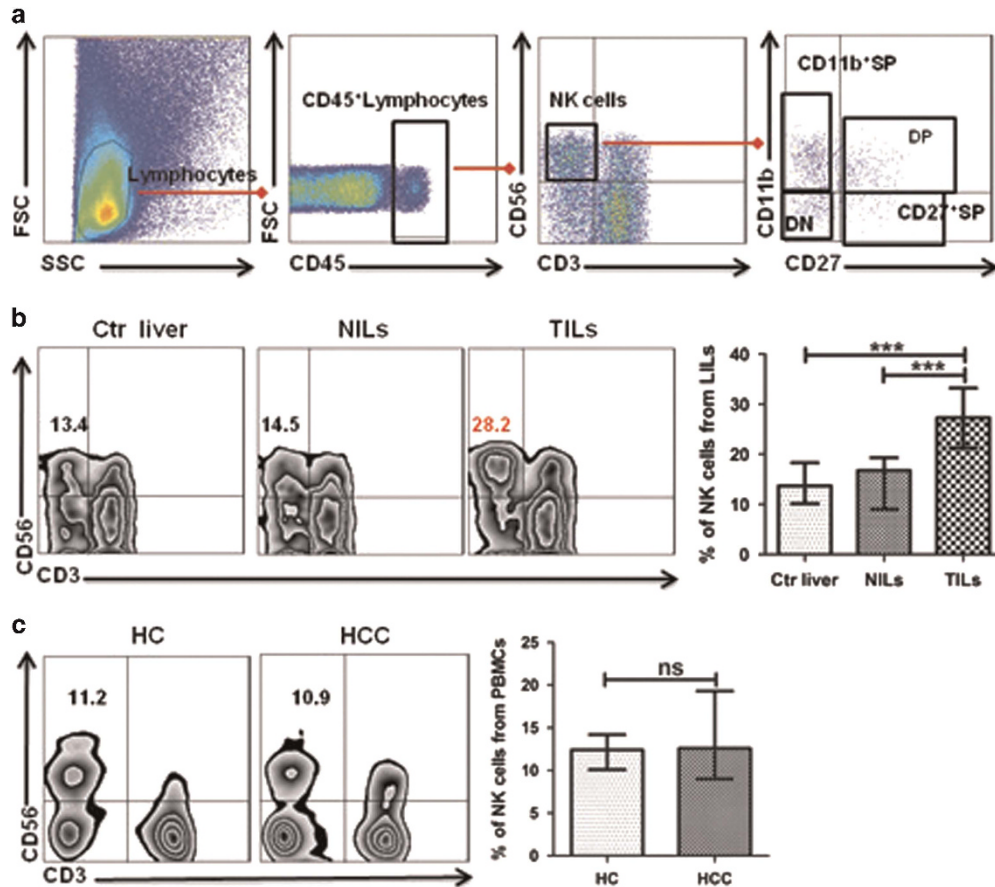 a
FSC
SSC
Lymphocytes
FSC
CD45
CD45+Lymphocytes
CD56
CD3
NK cells
CD11b
CD27
CD11b+SP
DP
DN
CD27+SP
b
Ctr liver
NILs
TILs
13.4
14.5
28.2
CD56
CD3
% of NK cells from LILs
40
30
20
10
0
***
***
Ctr liver
NILs
TILs
c
HC
HCC
11.2
10.9
CD56
CD3
% of NK cells from PBMCs
25
20
15
10
5
0
ns
HC
HCC